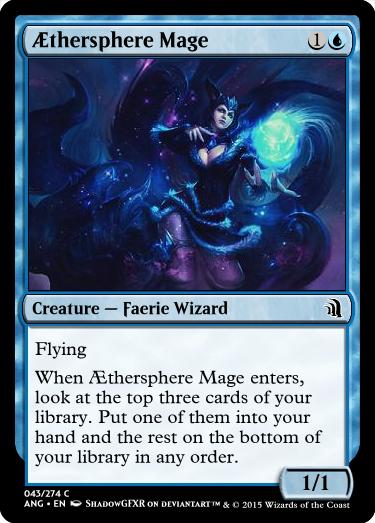 Æthersphere Mage 1
Creature — Faerie Wizard
Flying
When Æthersphere Mage enters,
look at the top three cards of your
library. Put one of them into your
hand and the rest on the bottom of
your library in any order.
1/1
043/274 C
ANG • EN ShadowGFXR on deviantart™ & © 2015 Wizards of the Coast